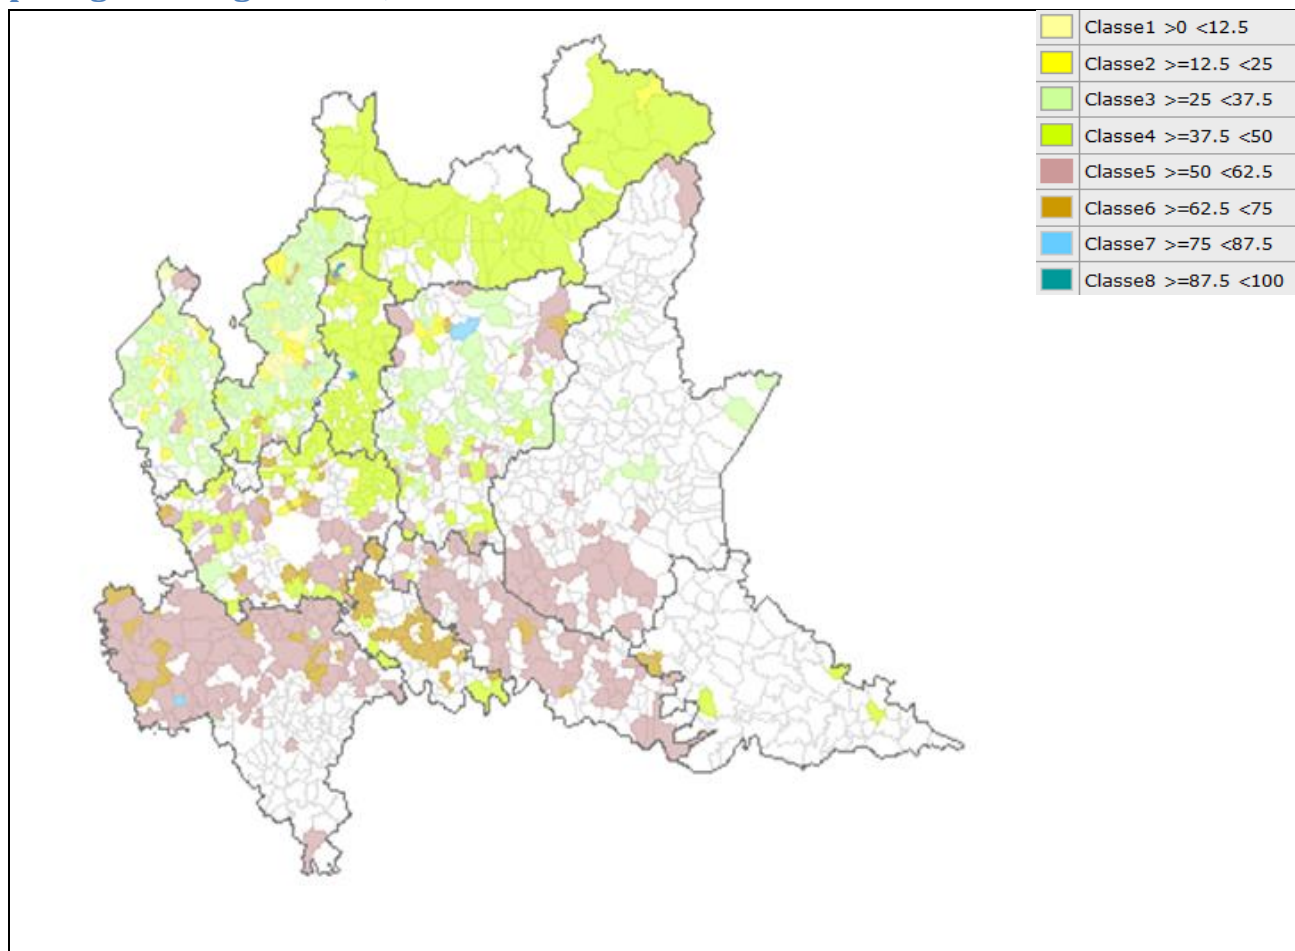 Classe1 >0 <12.5
Classe2 >=12.5 <25
Classe3 >=25 <37.5
Classe4 >=37.5 <50
Classe5 >=50 <62.5
Classe6 >=62.5 <75
Classe7 >=75 <87.5
Classe8 >=87.5 <100